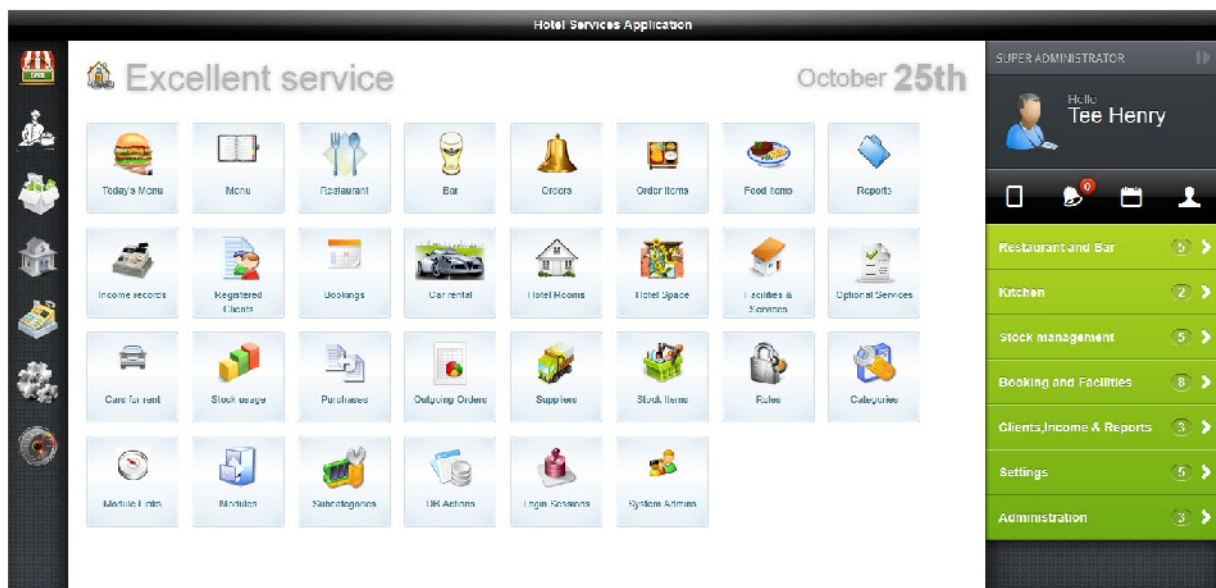 Hotel Services Application
OPEN
Excellent service
October 25th
Today's Menu
Menu
Restaurant
Bar
Orders
Order Items
Food Items
Reports
Income records
Registered
Clients
Bookings
Car rental
Hotel Rooms
Hotel Space
Facilities &
Services
Optional Services
Cars for rent
Stock usage
Purchases
Outgoing Orders
Suppliers
Stock Items
Categories
Module Links
Modules
Subcategories
DB Actions
Login Sessions
System Admins
SUPER ADMINISTRATOR
Hello
Tee Henry
0
Restaurant and Bar 5
Kitchen 2
Stock management 5
Booking and Facilities 8
Clients,Income & Reports 3
Settings 5
Administration 3